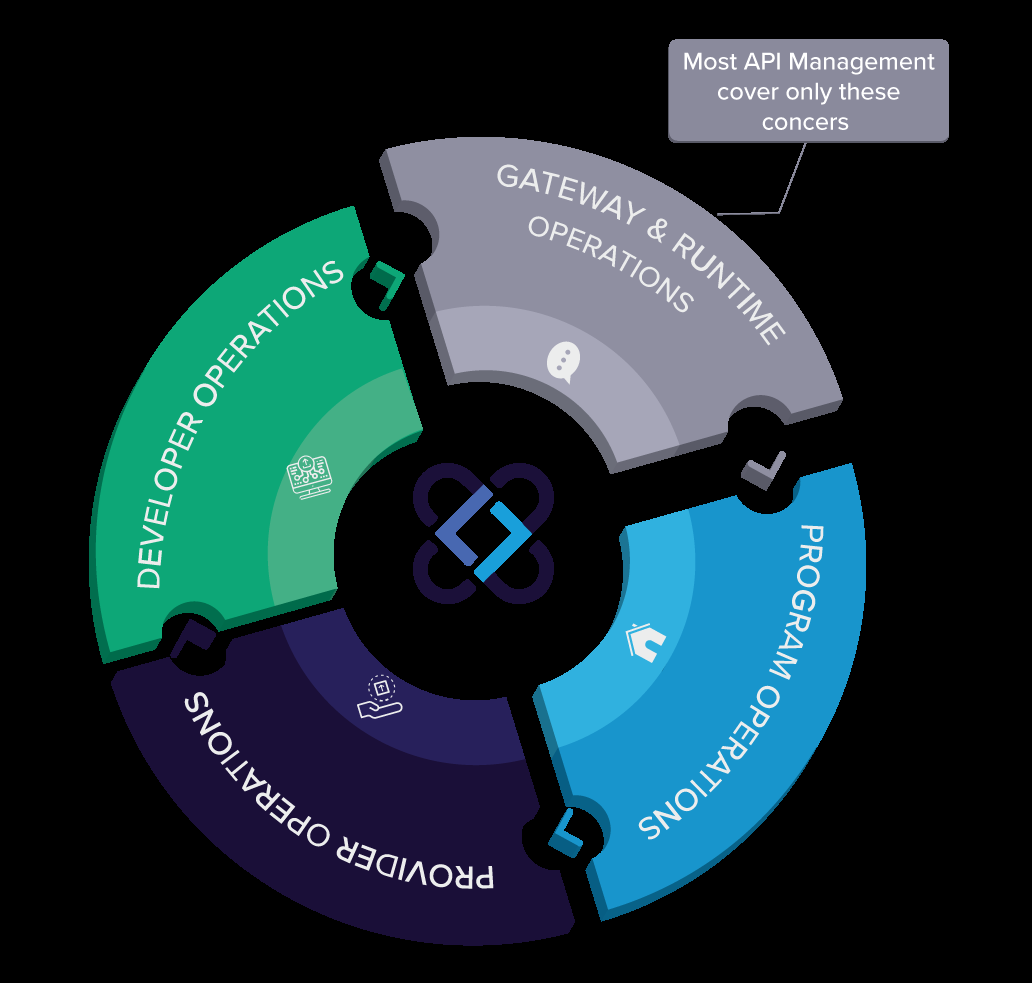 Most API Management
cover only these
concers
GATEWAY & RUNTIME
OPERATIONS
DEVELOPER OPERATIONS
PROGRAM OPERATIONS
PROVIDER OPERATIONS